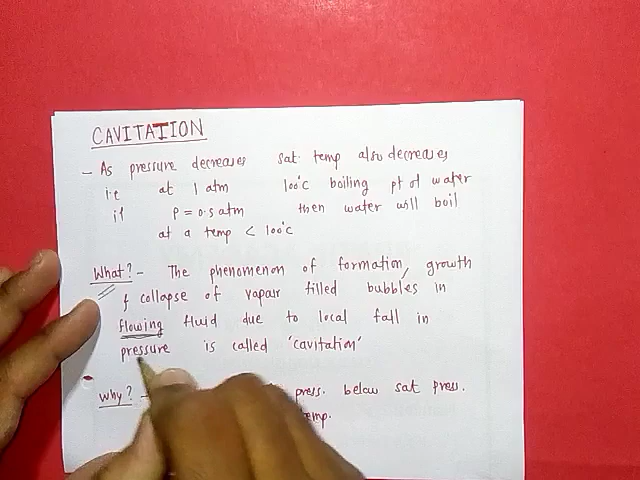 CAVITATION
- As pressure decreases sat. temp also decreases
i.e at 1 atm 100°C boiling pt of water
if P = 0.5 atm then water will boil
at a temp < 100°C
What? - The phenomenon of formation, growth
& collapse of vapour filled bubbles in
flowing fluid due to local fall in
pressure is called 'cavitation'
Why? - press. below sat press.
temp.